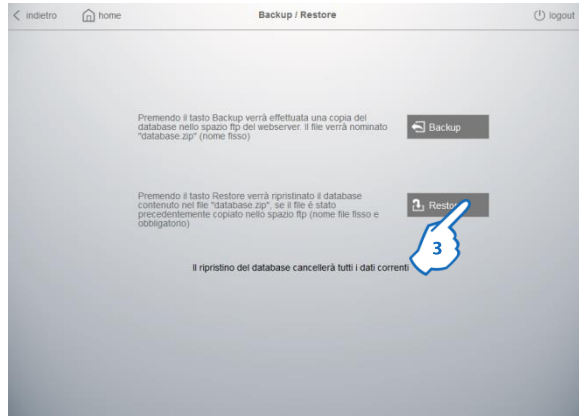 indietro
home
Backup / Restore
logout
Premendo il tasto Backup verrà effettuata una copia del
database nello spazio ftp del webserver. il file verrà nominato
"database.zip" (nome fisso)
Backup
Premendo il tasto Restore verrà ripristinato il database
contenuto nel file "database.zip", se il file è stato
precedentemente copiato nello spazio ftp (nome file fisso e
obbligatorio)
Restore
3
Il ripristino del database cancellerà tutti i dati correnti